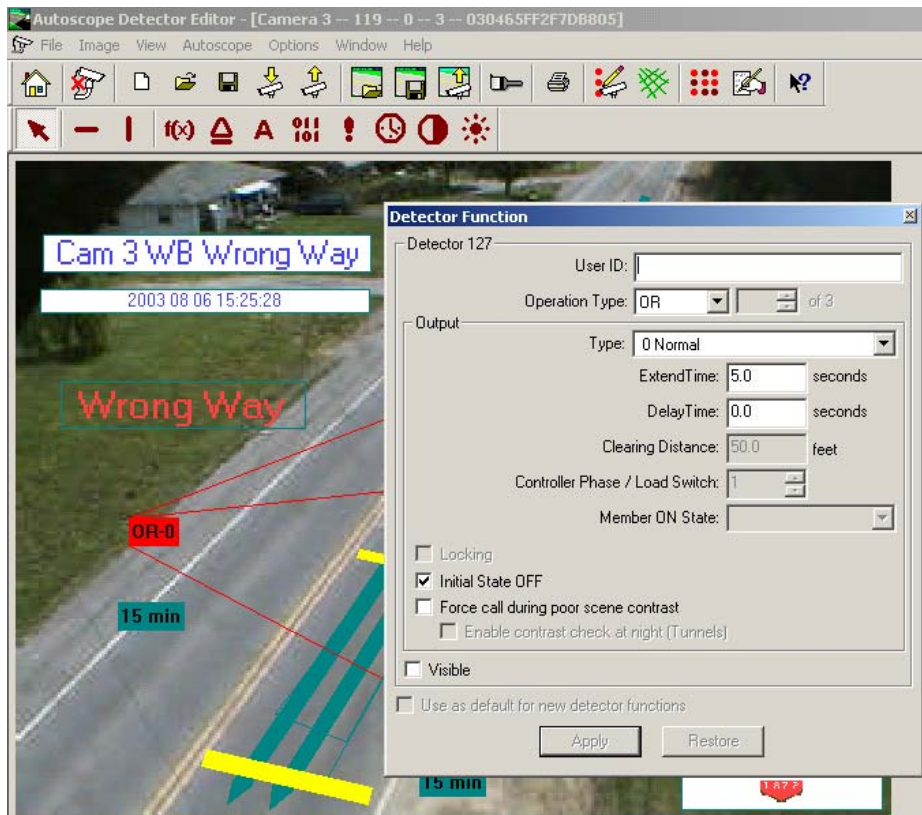 Autoscope Detector Editor - [Camera 3 -- 119 -- 0 -- 3 -- 030465FF2F7DB805]
File Image View Autoscope Options Window Help
f(x) A
Cam 3 WB Wrong Way
2003 08 06 15:25:28
Wrong Way
OR-0
15 min
Detector Function
Detector 127
User ID:
Operation Type: OR of 3
Output
Type: 0 Normal
ExtendTime: 5.0 seconds
DelayTime: 0.0 seconds
Clearing Distance: 50.0 feet
Controller Phase / Load Switch: 1
Member ON State:
Locking
Initial State OFF
Force call during poor scene contrast
Enable contrast check at night (Tunnels)
Visible
Use as default for new detector functions
Apply Restore
15 min